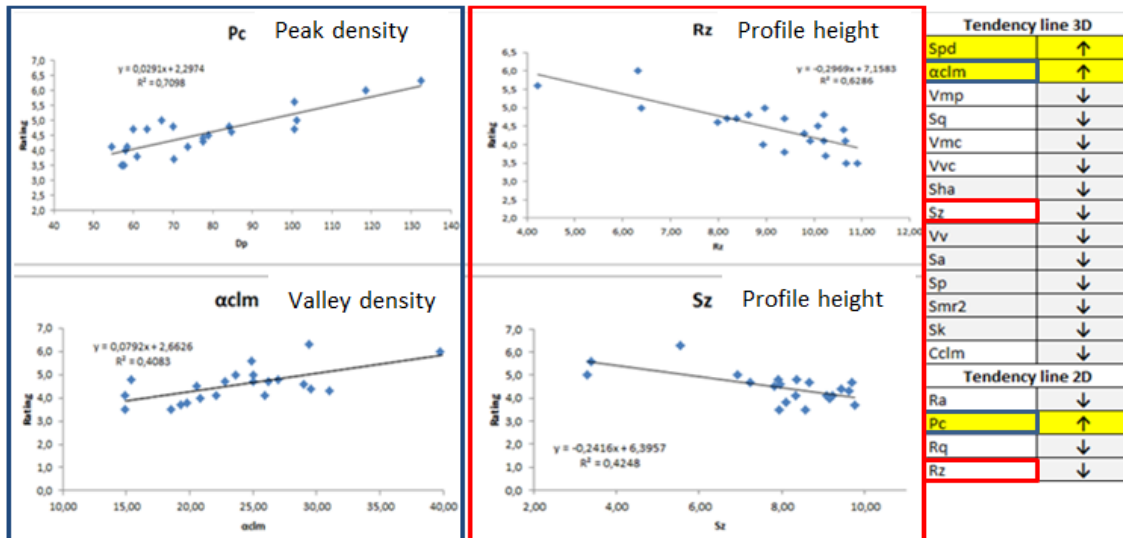 Pc Peak density
y = 0,0291x + 2,2974
R² = 0,7098
7,0
6,5
6,0
5,5
5,0
4,5
4,0
3,5
3,0
2,5
2,0
Rating
40 50 60 70 80 90 100 110 120 130 140
Dp
Rz Profile height
y = -0,2969x + 7,1583
R² = 0,6286
6,5
6,0
5,5
5,0
4,5
4,0
3,5
3,0
2,5
2,0
Rating
4,00 5,00 6,00 7,00 8,00 9,00 10,00 11,00 12,00
Rz
αclm Valley density
y = 0,0792x + 2,6626
R² = 0,4083
7,0
6,0
5,0
4,0
3,0
2,0
1,0
0,0
Rating
10,00 15,00 20,00 25,00 30,00 35,00 40,00
αclm
Sz Profile height
7,0
6,0
5,0
4,0
3,0
2,0
1,0
0,0
Rating
y = -0,2416x + 6,3957
R² = 0,4248
2,00 4,00 6,00 8,00 10,00
Sz
Tendency line 3D
Spd ↑
αclm ↑
Vmp ↓
Sq ↓
Vmc ↓
Vvc ↓
Sha ↓
Sz ↓
Vv ↓
Sa ↓
Sp ↓
Smr2 ↓
Sk ↓
Cclm ↓
Tendency line 2D
Ra ↓
Pc ↑
Rq ↓
Rz ↓